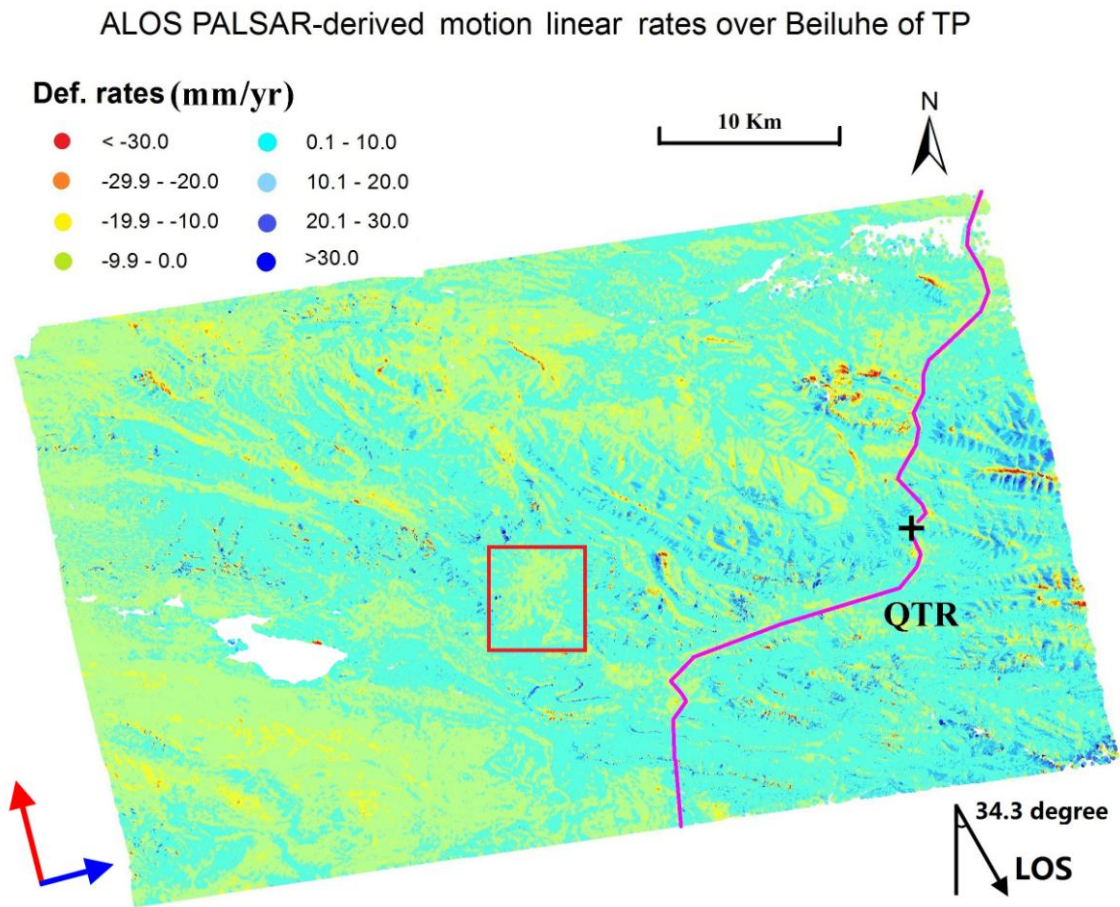 ALOS PALSAR-derived motion linear rates over Beiluhe of TP
Def. rates (mm/yr)
< -30.0
-29.9 - -20.0
-19.9 - -10.0
-9.9 - 0.0
0.1 - 10.0
10.1 - 20.0
20.1 - 30.0
>30.0
10 Km
N
QTR
34.3 degree
LOS